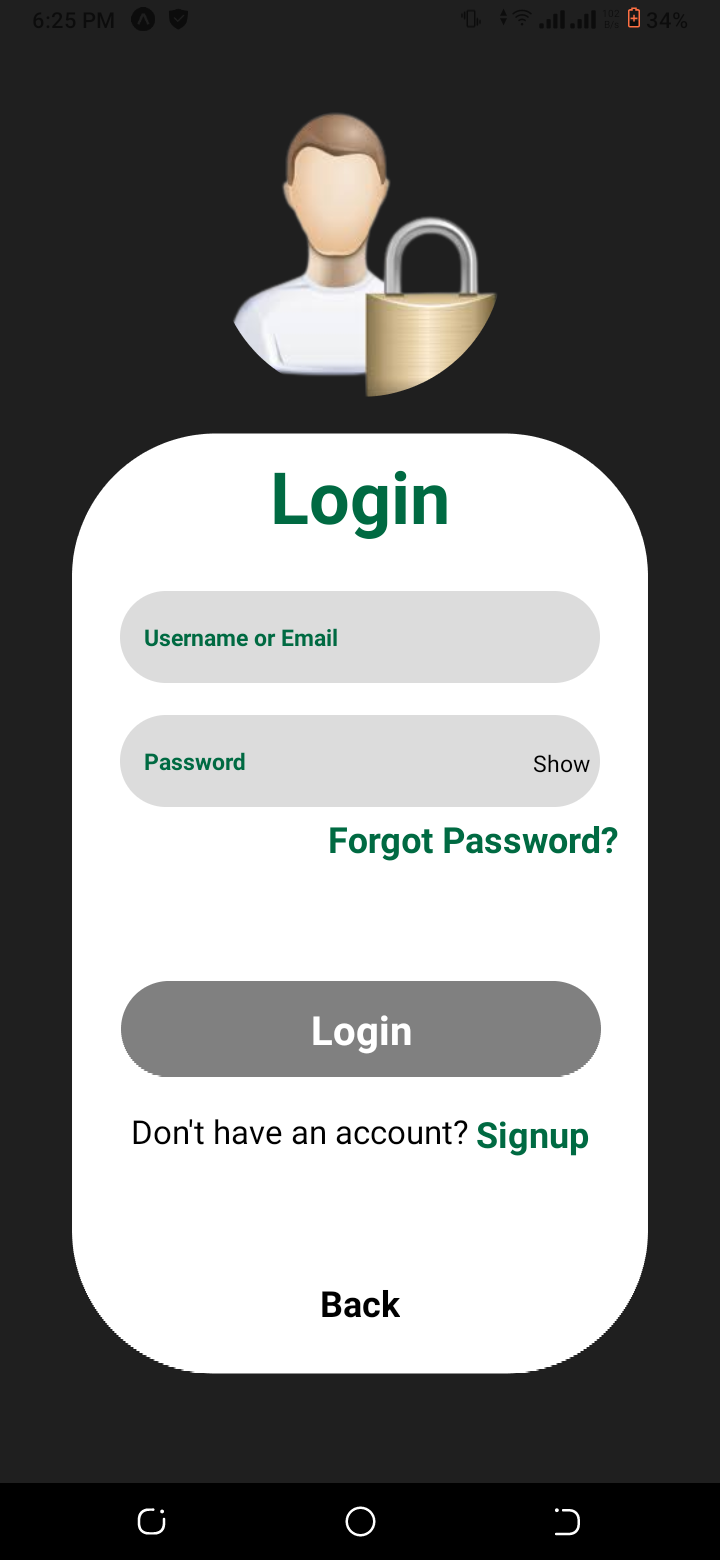 6:25 PM 102 B/s 34%
Login
Username or Email
Password Show
Forgot Password?
Login
Don't have an account? Signup
Back